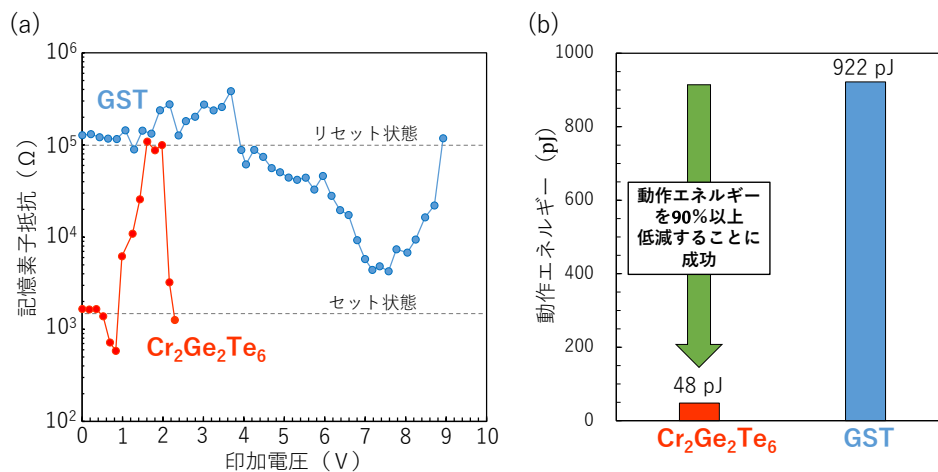 (a)
10⁶
10⁵
10⁴
10³
10²
記憶素子抵抗（Ω）
GST
リセット状態
セット状態
Cr₂Ge₂Te₆
0 1 2 3 4 5 6 7 8 9 10
印加電圧（V）
(b)
1000
800
600
400
200
0
動作エネルギー（pJ）
922 pJ
動作エネルギー
を90%以上
低減することに
成功
48 pJ
Cr₂Ge₂Te₆
GST